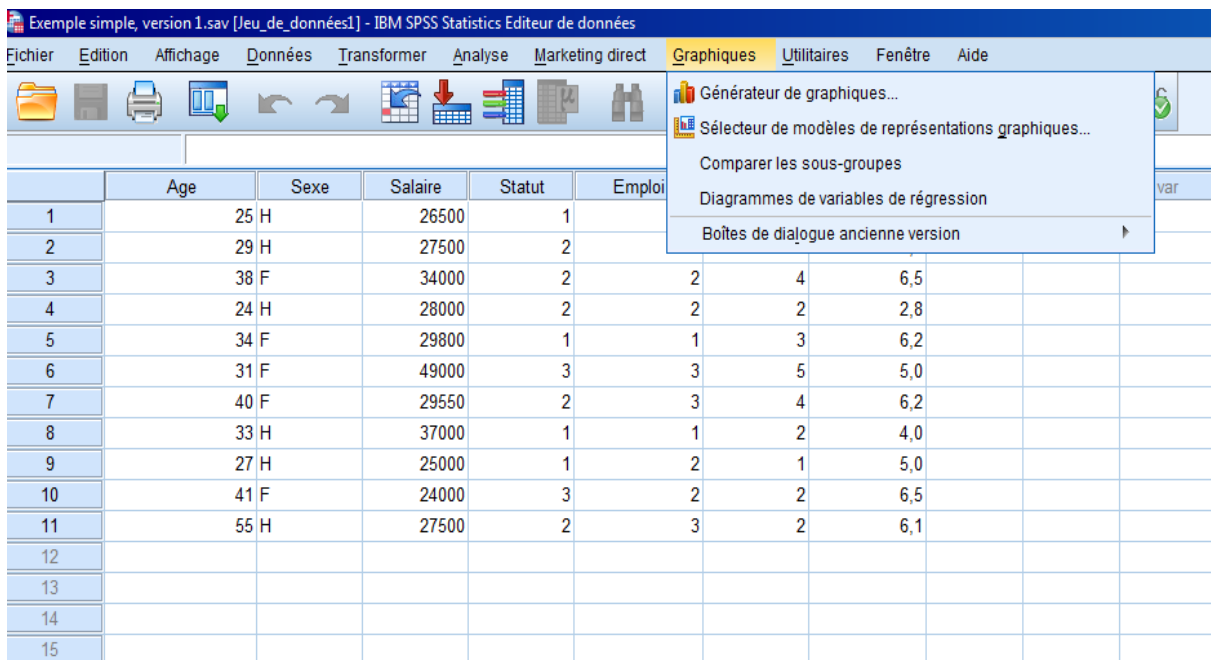 Exemple simple, version 1.sav [Jeu_de_données1] - IBM SPSS Statistics Editeur de données
Fichier Edition Affichage Données Transformer Analyse Marketing direct Graphiques Utilitaires Fenêtre Aide
Générateur de graphiques...
Sélecteur de modèles de représentations graphiques...
Comparer les sous-groupes
Diagrammes de variables de régression
Boîtes de dialogue ancienne version
Age Sexe Salaire Statut Emploi var
1 25 H 26500 1
2 29 H 27500 2
3 38 F 34000 2 2 4 6,5
4 24 H 28000 2 2 2 2,8
5 34 F 29800 1 1 3 6,2
6 31 F 49000 3 3 5 5,0
7 40 F 29550 2 3 4 6,2
8 33 H 37000 1 1 2 4,0
9 27 H 25000 1 2 1 5,0
10 41 F 24000 3 2 2 6,5
11 55 H 27500 2 3 2 6,1
12
13
14
15